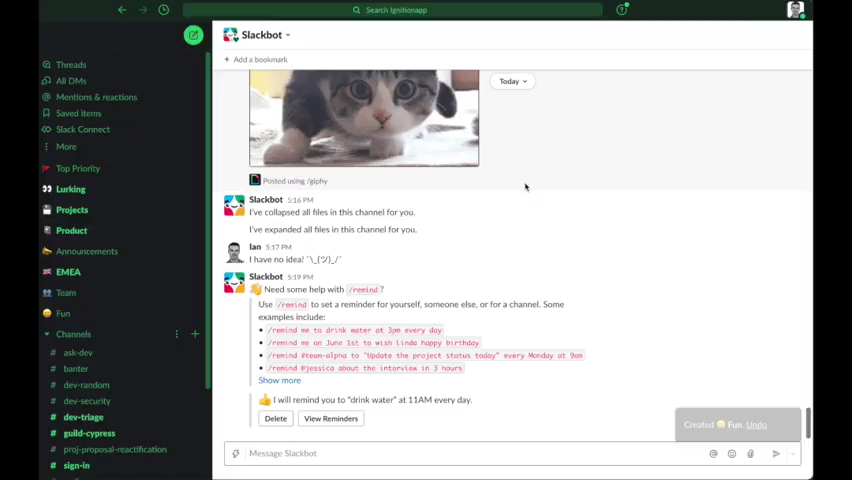 Search Ignitionapp
Slackbot
+ Add a bookmark
Threads
All DMs
Mentions & reactions
Saved items
Slack Connect
More
Top Priority
Lurking
Projects
Product
Announcements
EMEA
Team
Fun
Channels
ask-dev
banter
dev-random
dev-security
dev-triage
guild-cypress
proj-proposal-reactification
sign-in
Today
Posted using /giphy
Slackbot 5:16 PM
I've collapsed all files in this channel for you.
I've expanded all files in this channel for you.
Ian 5:17 PM
I have no idea! ¯\_(ツ)_/¯
Slackbot 5:19 PM
👋 Need some help with /remind?
Use /remind to set a reminder for yourself, someone else, or for a channel. Some
examples include:
• /remind me to drink water at 3pm every day
• /remind me on June 1st to wish Linda happy birthday
• /remind #team-alpha to "Update the project status today" every Monday at 9am
• /remind @jessica about the interview in 3 hours
Show more
👍 I will remind you to "drink water" at 11AM every day.
Delete View Reminders
Created 😀 Fun. Undo
Message Slackbot